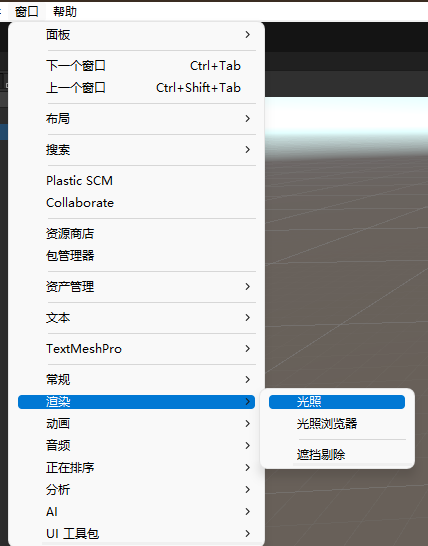 窗口 帮助
面板
下一个窗口 Ctrl+Tab
上一个窗口 Ctrl+Shift+Tab
布局
搜索
Plastic SCM
Collaborate
资源商店
包管理器
资产管理
文本
TextMeshPro
常规
渲染 光照
动画 光照浏览器
音频
正在排序 遮挡剔除
分析
AI
UI 工具包